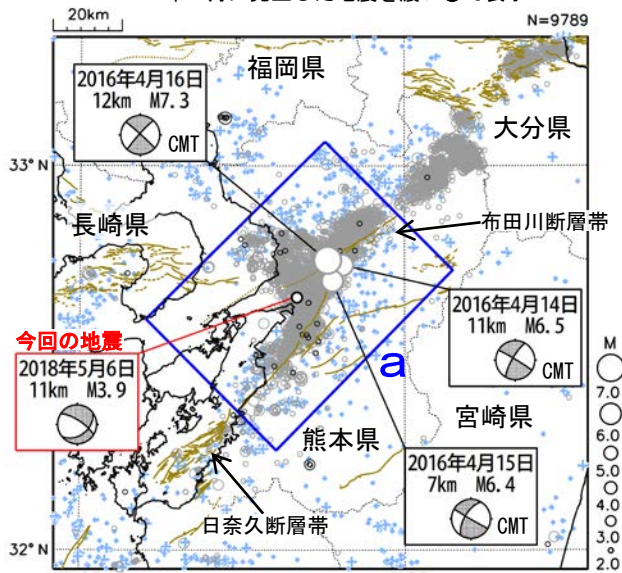 20km
N=9789
福岡県
2016年4月16日
12km M7.3
CMT
大分県
33°N
長崎県
布田川断層帯
今回の地震
2018年5月6日
11km M3.9
2016年4月14日
11km M6.5
CMT
a
宮崎県
熊本県
2016年4月15日
7km M6.4
CMT
日奈久断層帯
32°N
M
7.0
6.0
5.0
4.0
3.0
2.0